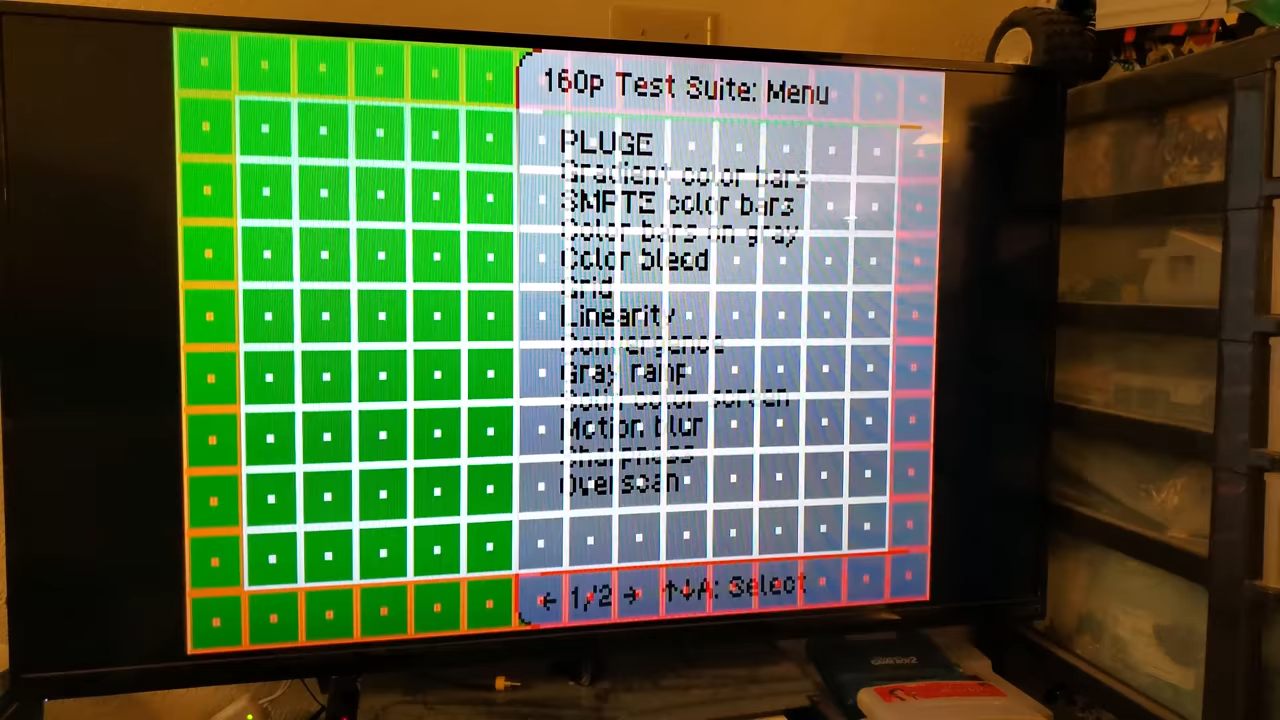 160p Test Suite: Menu
PLUGE
Gradient color bars
SMPTE color bars
Color bars on gray
Color bleed
Grid
Linearity
Convergence
Gray ramp
Solid color screen
Motion blur
Sharpness
Overscan
← 1/2 → ↑↓A: Select